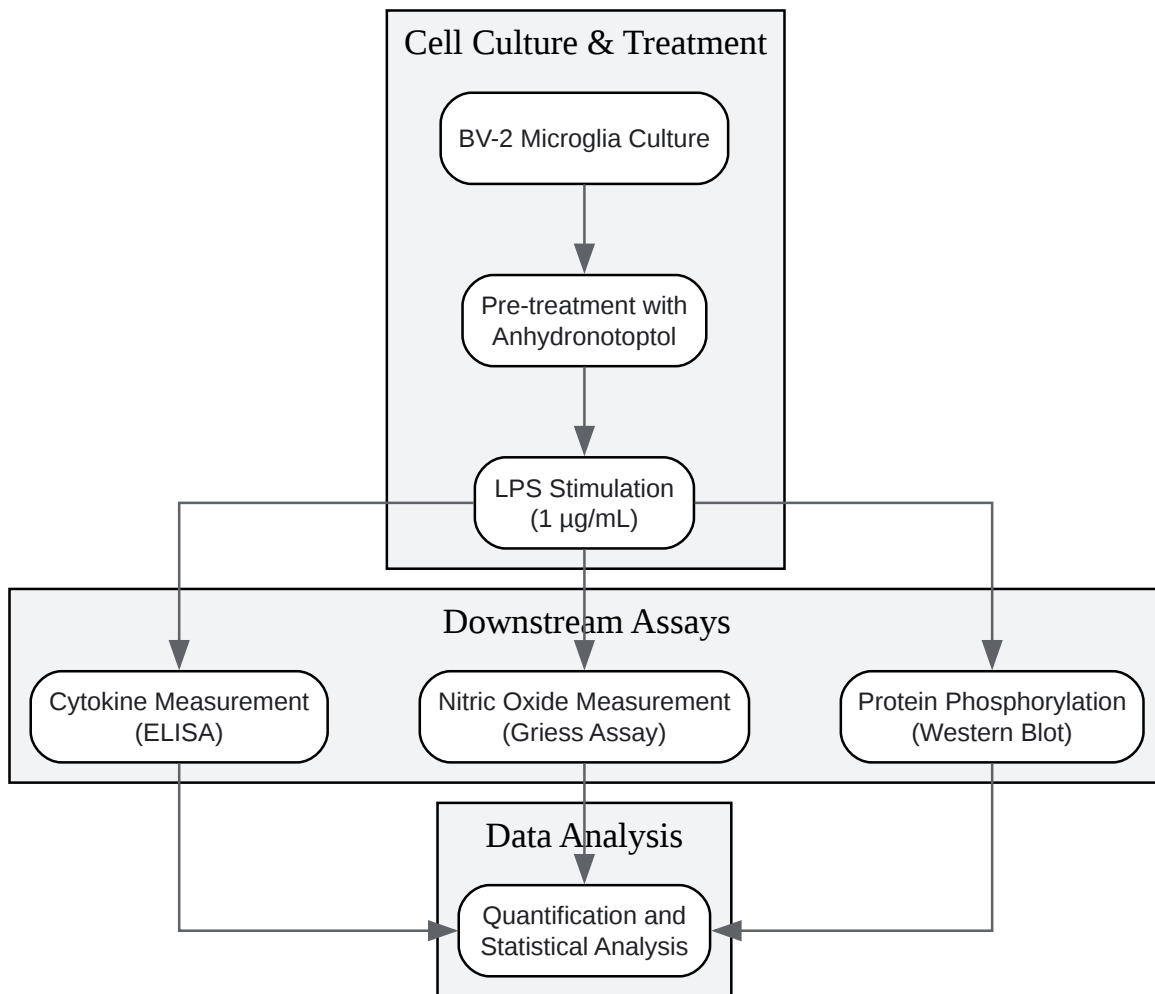 Cell Culture & Treatment
BV-2 Microglia Culture
Pre-treatment with
Anhydronotoptol
LPS Stimulation
(1 µg/mL)
Downstream Assays
Cytokine Measurement
(ELISA)
Nitric Oxide Measurement
(Griess Assay)
Protein Phosphorylation
(Western Blot)
Data Analysis
Quantification and
Statistical Analysis